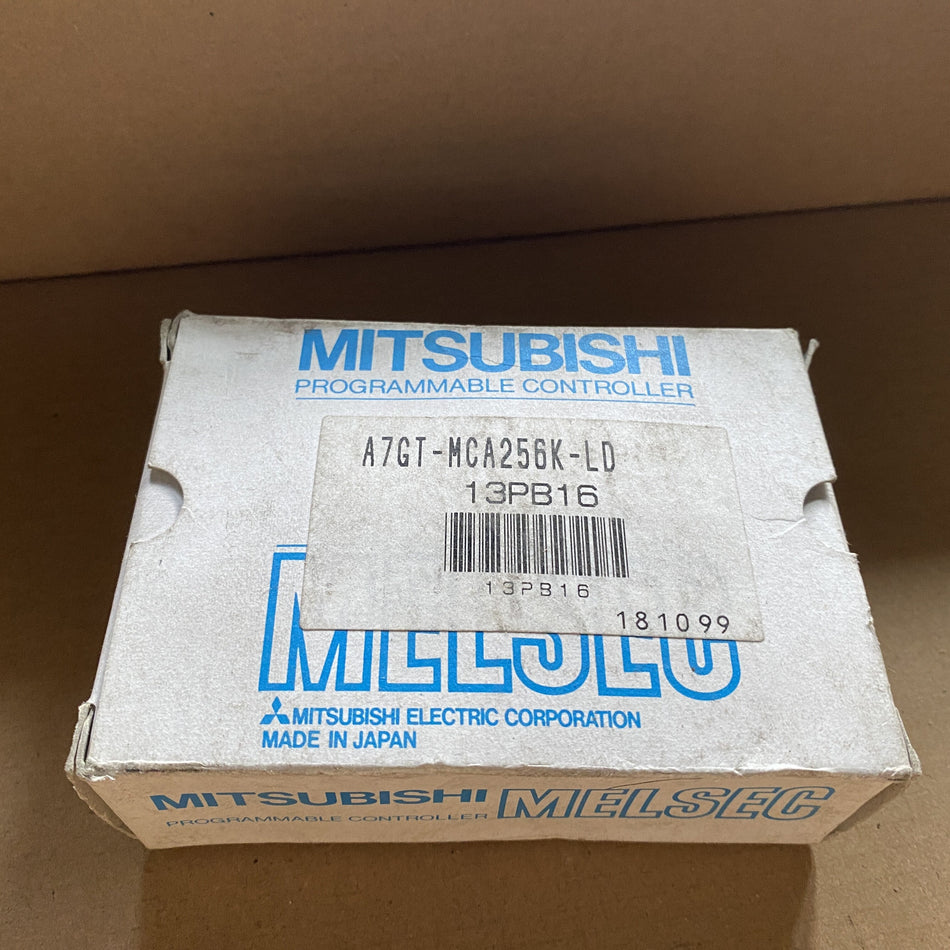 MITSUBISHI
PROGRAMMABLE CONTROLLER
A7GT-MCA256K-LD
13PB16
13PB16
181099
MELSEC
MITSUBISHI ELECTRIC CORPORATION
MADE IN JAPAN
MITSUBISHI MELSEC
PROGRAMMABLE CONTROLLER